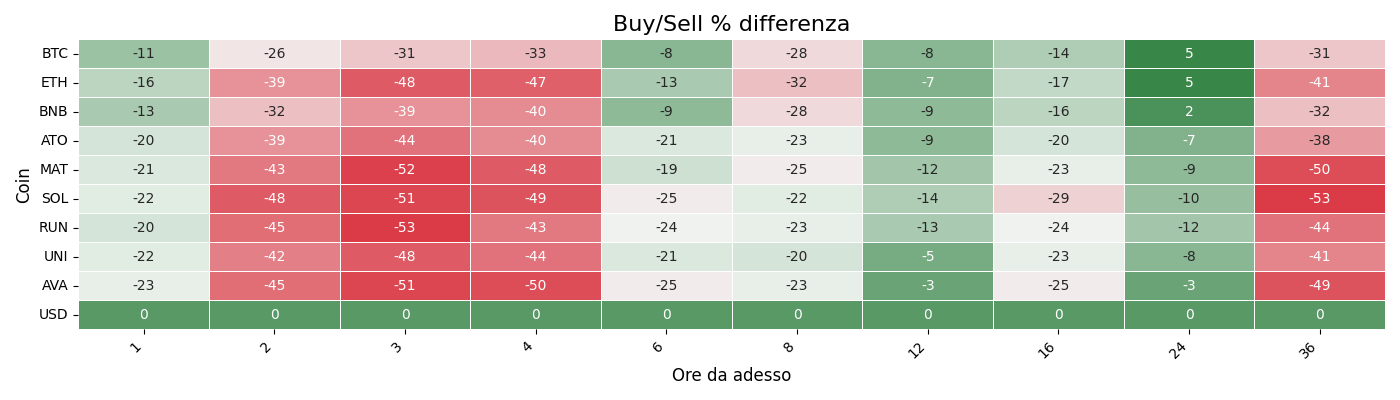 Buy/Sell % differenza
Coin
BTC -11 -26 -31 -33 -8 -28 -8 -14 5 -31
ETH -16 -39 -48 -47 -13 -32 -7 -17 5 -41
BNB -13 -32 -39 -40 -9 -28 -9 -16 2 -32
ATO -20 -39 -44 -40 -21 -23 -9 -20 -7 -38
MAT -21 -43 -52 -48 -19 -25 -12 -23 -9 -50
SOL -22 -48 -51 -49 -25 -22 -14 -29 -10 -53
RUN -20 -45 -53 -43 -24 -23 -13 -24 -12 -44
UNI -22 -42 -48 -44 -21 -20 -5 -23 -8 -41
AVA -23 -45 -51 -50 -25 -23 -3 -25 -3 -49
USD 0 0 0 0 0 0 0 0 0 0
1 2 3 4 6 8 12 16 24 36
Ore da adesso